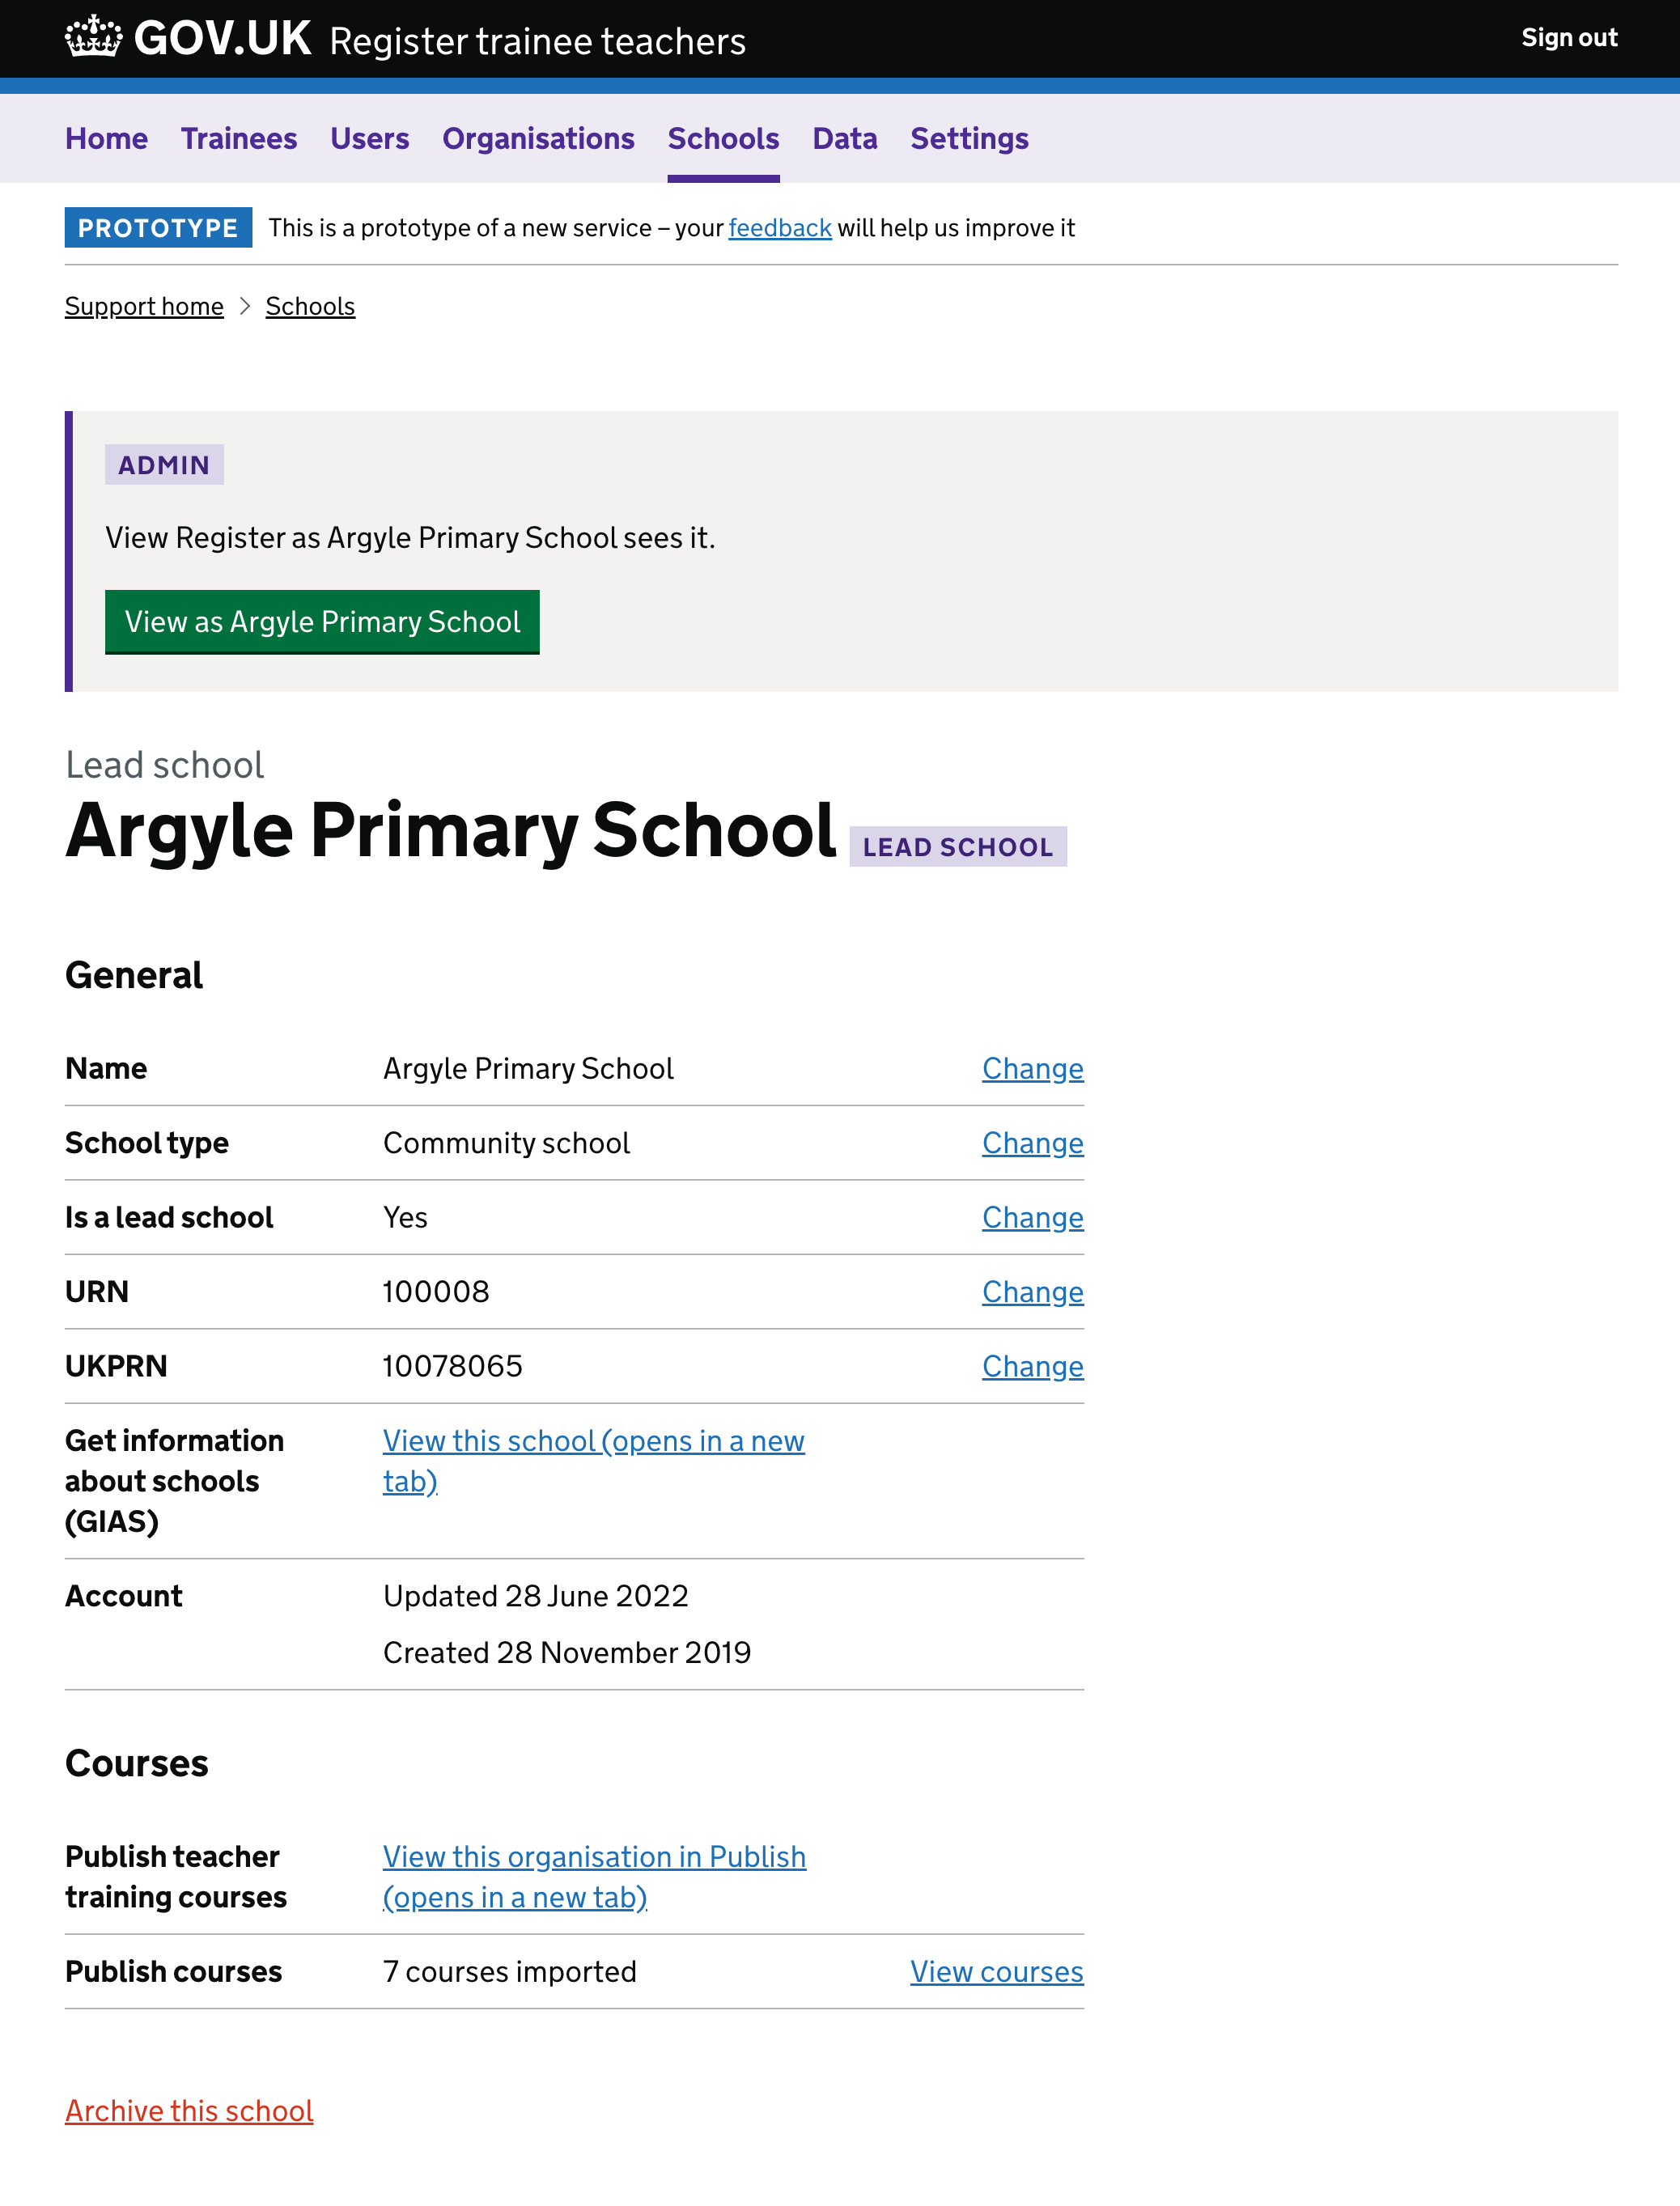 GOV.UK Register trainee teachers Sign out
Home Trainees Users Organisations Schools Data Settings
PROTOTYPE This is a prototype of a new service – your feedback will help us improve it
Support home Schools
ADMIN
View Register as Argyle Primary School sees it.
View as Argyle Primary School
Lead school
Argyle Primary School LEAD SCHOOL
General
Name Argyle Primary School Change
School type Community school Change
Is a lead school Yes Change
URN 100008 Change
UKPRN 10078065 Change
Get information View this school (opens in a new
about schools tab)
(GIAS)
Account Updated 28 June 2022
Created 28 November 2019
Courses
Publish teacher View this organisation in Publish
training courses (opens in a new tab)
Publish courses 7 courses imported View courses
Archive this school